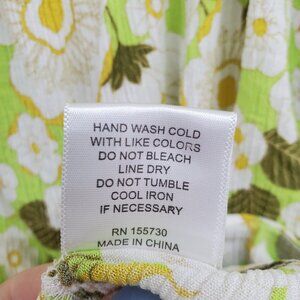 HAND WASH COLD
WITH LIKE COLORS
DO NOT BLEACH
LINE DRY
DO NOT TUMBLE
COOL IRON
IF NECESSARY
RN 155730
MADE IN CHINA